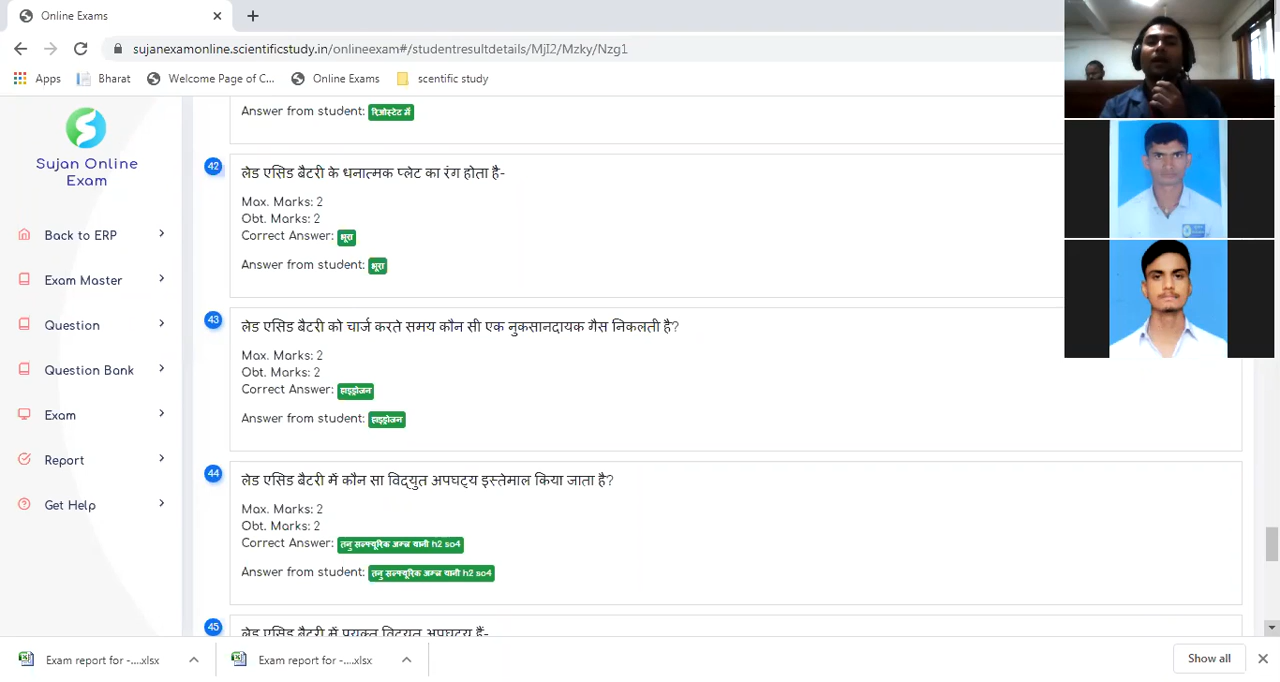 Online Exams
sujanexamonline.scientificstudy.in/onlineexam#/studentresultdetails/MjI2/Mzky/Nzg1
Apps
Bharat
Welcome Page of C...
Online Exams
scientific study
Sujan Online
Exam
Back to ERP
Exam Master
Question
Question Bank
Exam
Report
Get Help
Answer from student: रिओस्टेट में
42
लेड एसिड बैटरी के धनात्मक प्लेट का रंग होता है-
Max. Marks: 2
Obt. Marks: 2
Correct Answer: भूरा
Answer from student: भूरा
43
लेड एसिड बैटरी को चार्ज करते समय कौन सी एक नुकसानदायक गैस निकलती है?
Max. Marks: 2
Obt. Marks: 2
Correct Answer: हाइड्रोजन
Answer from student: हाइड्रोजन
44
लेड एसिड बैटरी में कौन सा विद्युत अपघट्य इस्तेमाल किया जाता है?
Max. Marks: 2
Obt. Marks: 2
Correct Answer: तनु सल्फ्यूरिक अम्ल यानी h2 so4
Answer from student: तनु सल्फ्यूरिक अम्ल यानी h2 so4
45
लेड एसिड बैटरी में प्रयुक्त विद्युत अपघट्य हैं-
Exam report for -....xlsx
Exam report for -....xlsx
Show all